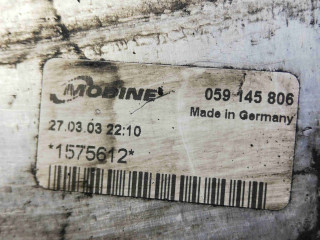 MODINE
059 145 806
Made in Germany
27.03.03 22:10
*1575612*